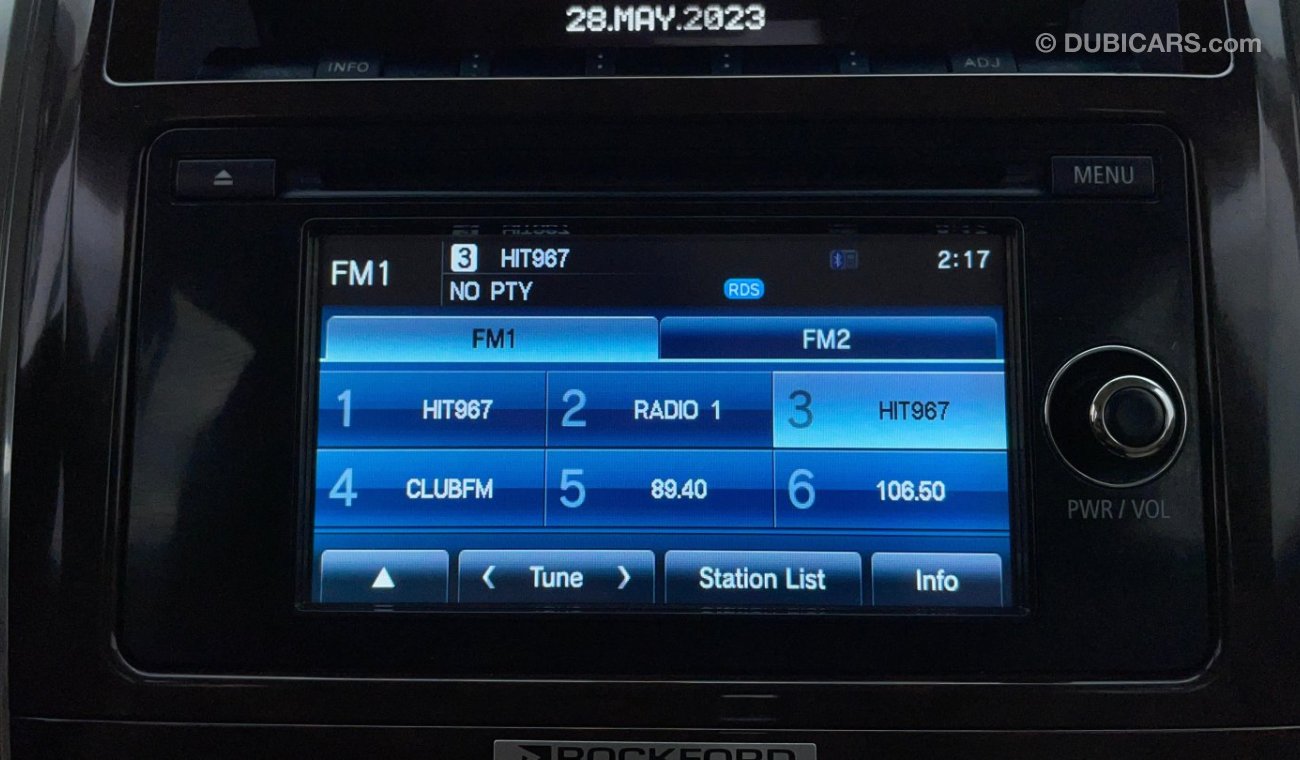 28.MAY.2023
© DUBICARS.com
INFO
ADJ
MENU
FM1
3 HIT967
2:17
NO PTY
RDS
FM1 FM2
1 HIT967 2 RADIO 1 3 HIT967
4 CLUBFM 5 89.40 6 106.50
PWR / VOL
Tune Station List Info
ROCKFORD